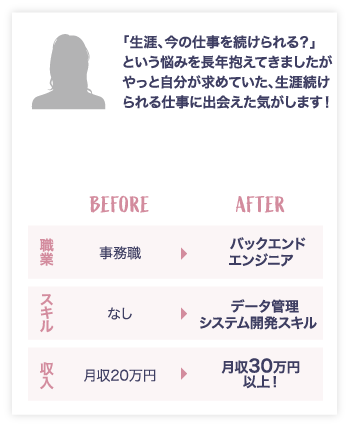 「生涯、今の仕事を続けられる？」
という悩みを長年抱えてきましたが
やっと自分が求めていた、生涯続け
られる仕事に出会えた気がします！
BEFORE AFTER
職業 事務職 バックエンド
エンジニア
スキル なし データ管理
システム開発スキル
収入 月収20万円 月収30万円
以上！